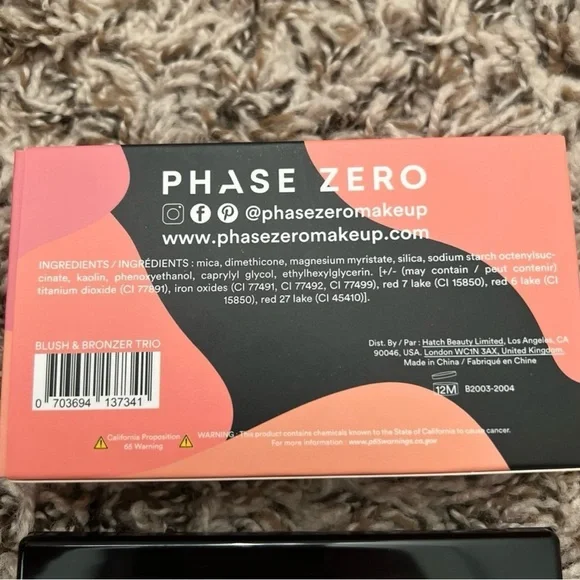 PHASE ZERO
@phasezeromakeup
www.phasezeromakeup.com
INGREDIENTS / INGRÉDIENTS : mica, dimethicone, magnesium myristate, silica, sodium starch octenylsuc-
cinate, kaolin, phenoxyethanol, caprylyl glycol, ethylhexylglycerin. [+/- (may contain / peut contenir)
titanium dioxide (CI 77891), iron oxides (CI 77491, CI 77492, CI 77499), red 7 lake (CI 15850), red 6 lake (CI
15850), red 27 lake (CI 45410)].
BLUSH & BRONZER TRIO
0 703694 137341
Dist. By / Par : Hatch Beauty Limited, Los Angeles, CA
90046, USA. London WC1N 3AX, United Kingdom.
Made in China / Fabriqué en Chine
12M B2003-2004
California Proposition
65 Warning
WARNING : This product contains chemicals known to the State of California to cause cancer.
For more information : www.p65warnings.ca.gov